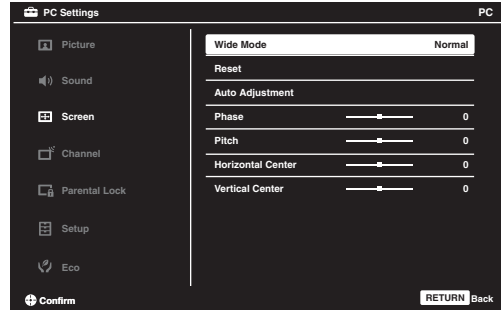 PC Settings PC
Picture
Sound
Screen
Channel
Parental Lock
Setup
Eco
Wide Mode Normal
Reset
Auto Adjustment
Phase 0
Pitch 0
Horizontal Center 0
Vertical Center 0
Confirm RETURN Back